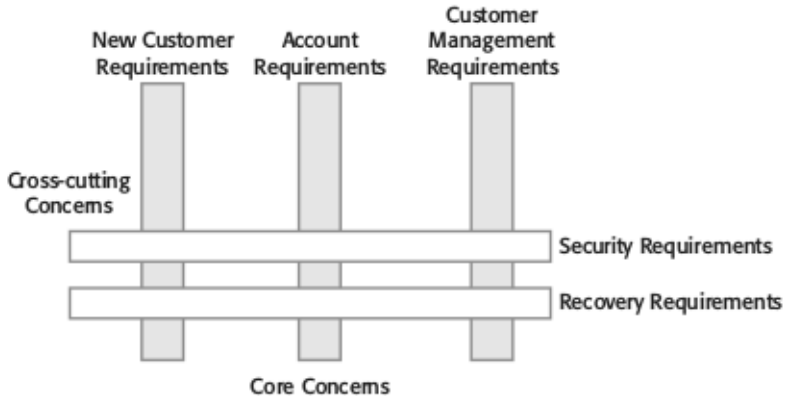 New Customer
Requirements
Account
Requirements
Customer
Management
Requirements
Cross-cutting
Concerns
Security Requirements
Recovery Requirements
Core Concerns